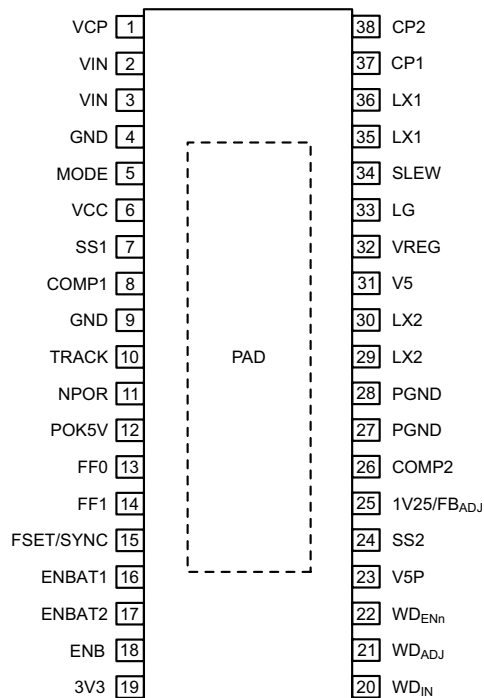 VCP 1
VIN 2
VIN 3
GND 4
MODE 5
VCC 6
SS1 7
COMP1 8
GND 9
TRACK 10
NPOR 11
POK5V 12
FF0 13
FF1 14
FSET/SYNC 15
ENBAT1 16
ENBAT2 17
ENB 18
3V3 19
PAD
38 CP2
37 CP1
36 LX1
35 LX1
34 SLEW
33 LG
32 VREG
31 V5
30 LX2
29 LX2
28 PGND
27 PGND
26 COMP2
25 1V25/FBADJ
24 SS2
23 V5P
22 WDENn
21 WDADJ
20 WDIN